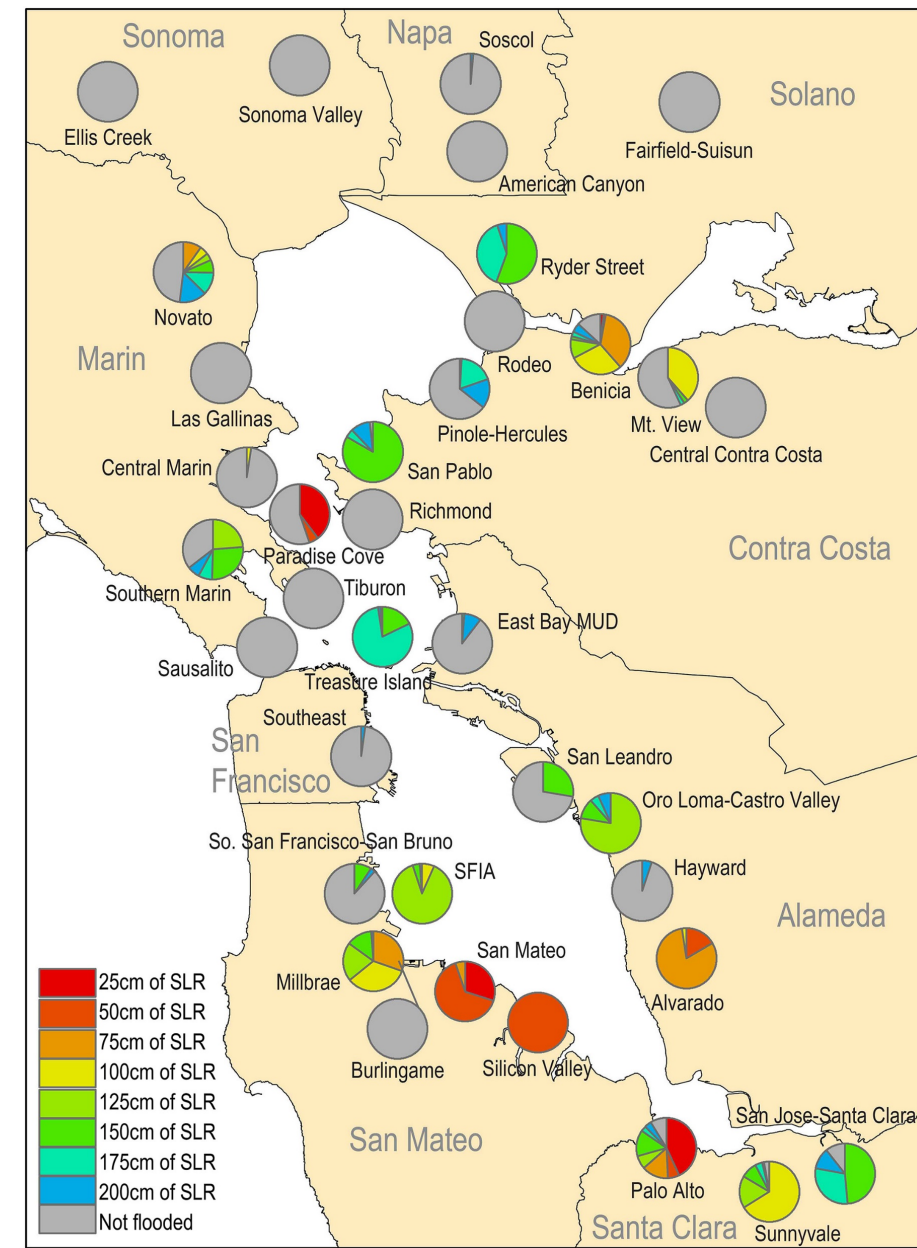 Sonoma
Napa
Soscol
Solano
Ellis Creek
Sonoma Valley
Fairfield-Suisun
American Canyon
Ryder Street
Novato
Rodeo
Benicia
Marin
Las Gallinas
Mt. View
Pinole-Hercules
Central Contra Costa
Central Marin
San Pablo
Richmond
Contra Costa
Paradise Cove
Southern Marin
Tiburon
East Bay MUD
Sausalito
Treasure Island
Southeast
San
Francisco
San Leandro
Oro Loma-Castro Valley
So. San Francisco-San Bruno
SFIA
Hayward
Alameda
San Mateo
Millbrae
Alvarado
Burlingame
Silicon Valley
25cm of SLR
50cm of SLR
75cm of SLR
100cm of SLR
125cm of SLR
150cm of SLR
175cm of SLR
200cm of SLR
Not flooded
San Mateo
San Jose-Santa Clara
Palo Alto
Santa Clara
Sunnyvale